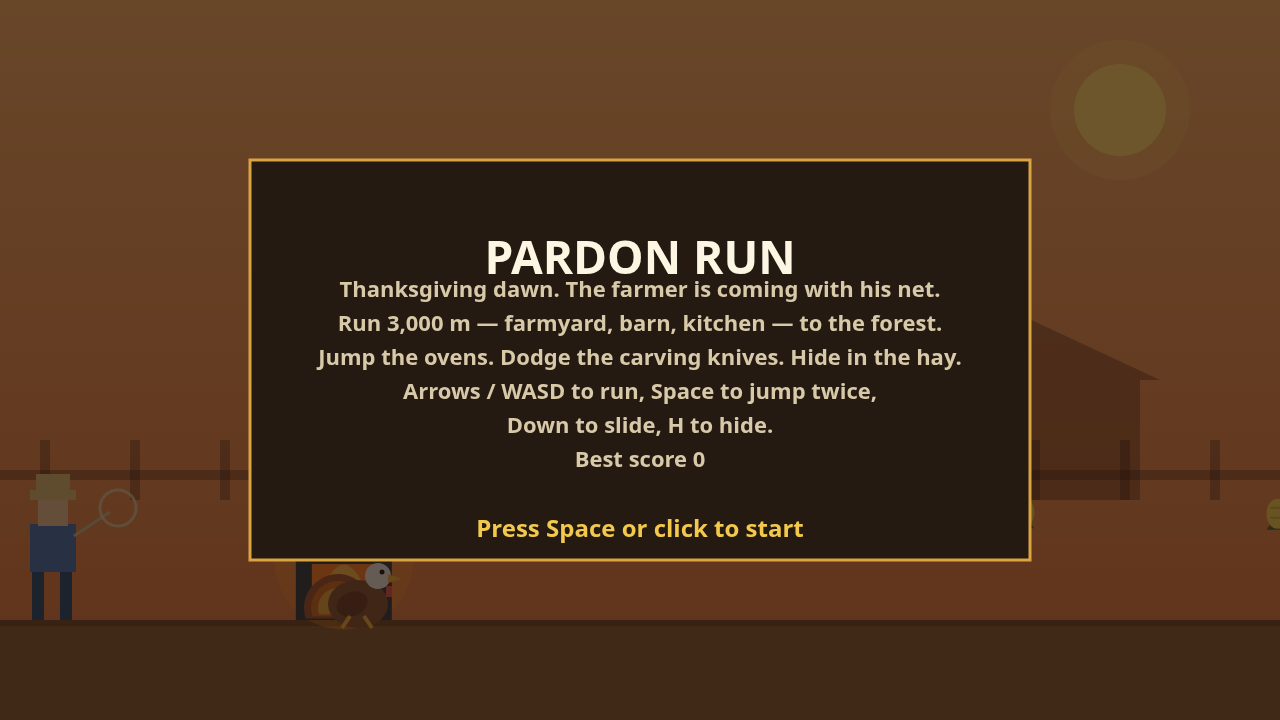 PARDON RUN
Thanksgiving dawn. The farmer is coming with his net.
Run 3,000 m — farmyard, barn, kitchen — to the forest.
Jump the ovens. Dodge the carving knives. Hide in the hay.
Arrows / WASD to run, Space to jump twice,
Down to slide, H to hide.
Best score 0
Press Space or click to start